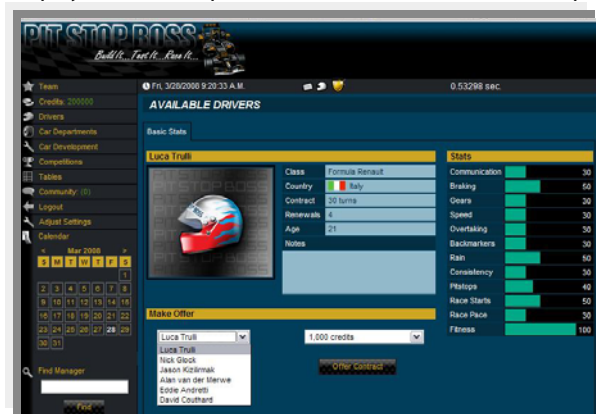 PIT STOP BOSS
Build It... Test It... Race It...
Team
Credits: 200000
Drivers
Car Departments
Car Development
Competitions
Tables
Community: (0)
Logout
Adjust Settings
Calendar
< Mar 2008 >
S M T W T F S
1
2 3 4 5 6 7 8
9 10 11 12 13 14 15
16 17 18 19 20 21 22
23 24 25 26 27 28 29
30 31
Find Manager
Find
Fri, 3/28/2008 9:20:33 A.M.
0.53298 sec.
AVAILABLE DRIVERS
Basic Stats
Luca Trulli
PIT STOP BOSS
Class Formula Renault
Country Italy
Contract 30 turns
Renewals 4
Age 21
Notes
Stats
Communication 30
Braking 50
Gears 30
Speed 30
Overtaking 30
Backmarkers 30
Rain 50
Consistency 30
Pitstops 40
Race Starts 50
Race Pace 30
Fitness 100
Make Offer
Luca Trulli
1,000 credits
Luca Trulli
Nick Glock
Jason Kizilirmak
Alan van der Merwe
Eddie Andretti
David Couthard
Offer Contract